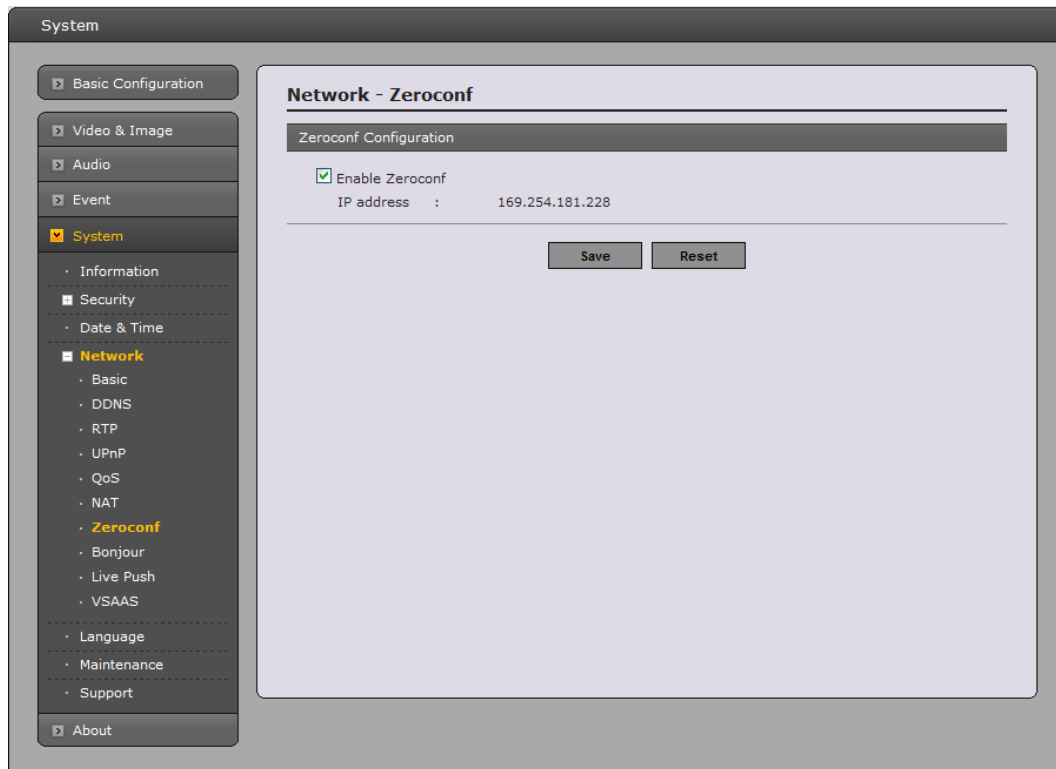 System
Basic Configuration
Video & Image
Audio
Event
System
Information
Security
Date & Time
Network
Basic
DDNS
RTP
UPnP
QoS
NAT
Zeroconf
Bonjour
Live Push
VSAAS
Language
Maintenance
Support
About
Network - Zeroconf
Zeroconf Configuration
Enable Zeroconf
IP address : 169.254.181.228
Save Reset